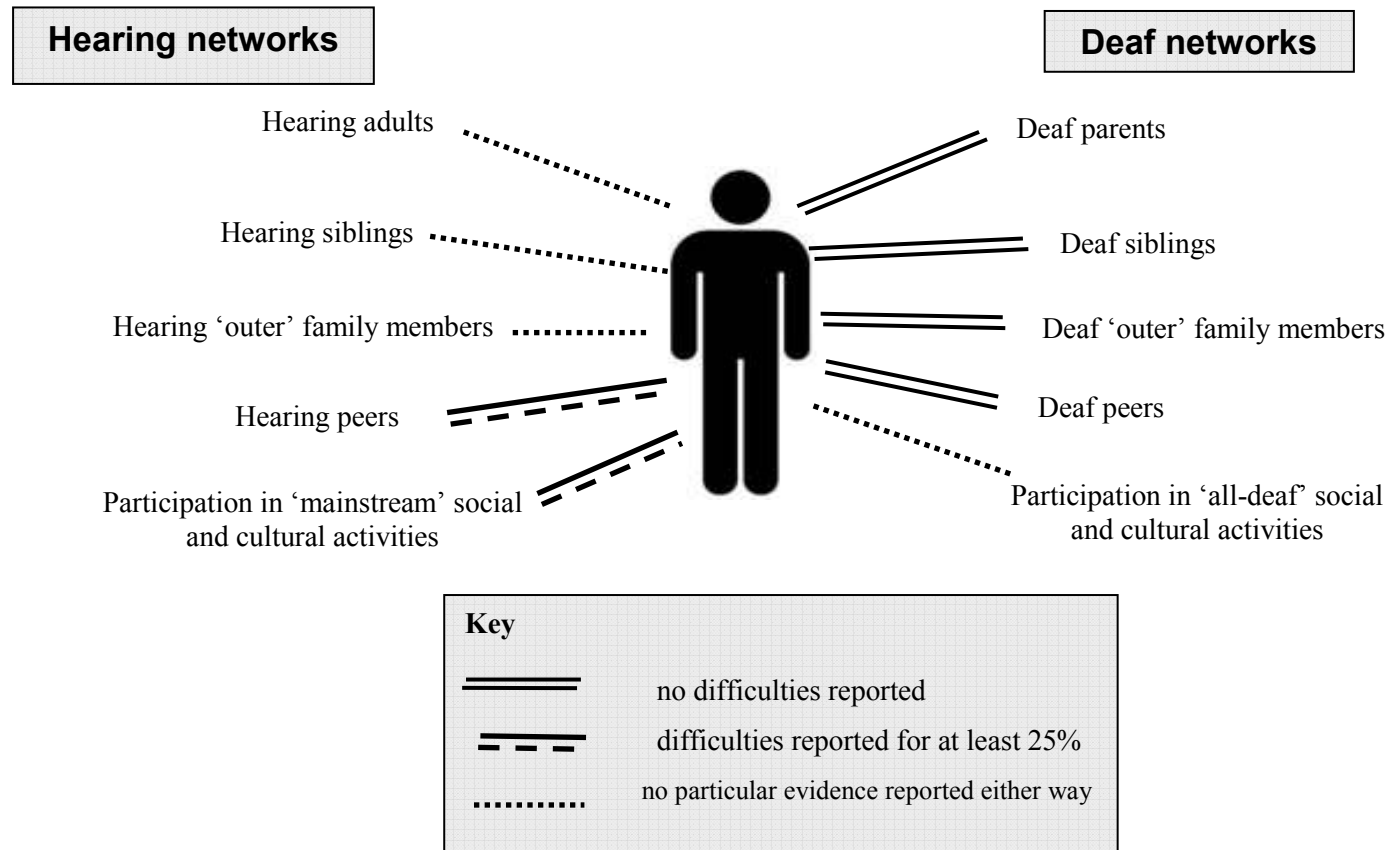 Hearing networks
Deaf networks
Hearing adults
Deaf parents
Hearing siblings
Deaf siblings
Hearing ‘outer’ family members
Deaf ‘outer’ family members
Hearing peers
Deaf peers
Participation in ‘mainstream’ social
and cultural activities
Participation in ‘all-deaf’ social
and cultural activities
Key
no difficulties reported
difficulties reported for at least 25%
no particular evidence reported either way